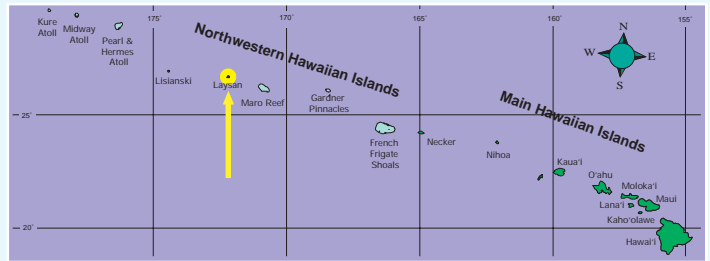 175˚
170˚
165˚
160˚
155˚
Kure
Atoll
Midway
Atoll
Pearl &
Hermes
Atoll
Northwestern Hawaiian Islands
N
W
E
S
Lisianski
Laysan
Maro Reef
Gardner
Pinnacles
Main Hawaiian Islands
25˚
French
Frigate
Shoals
Necker
Nihoa
Kaua'i
O'ahu
Moloka'i
Lana'i
Maui
Kaho'olawe
20˚
Hawai'i